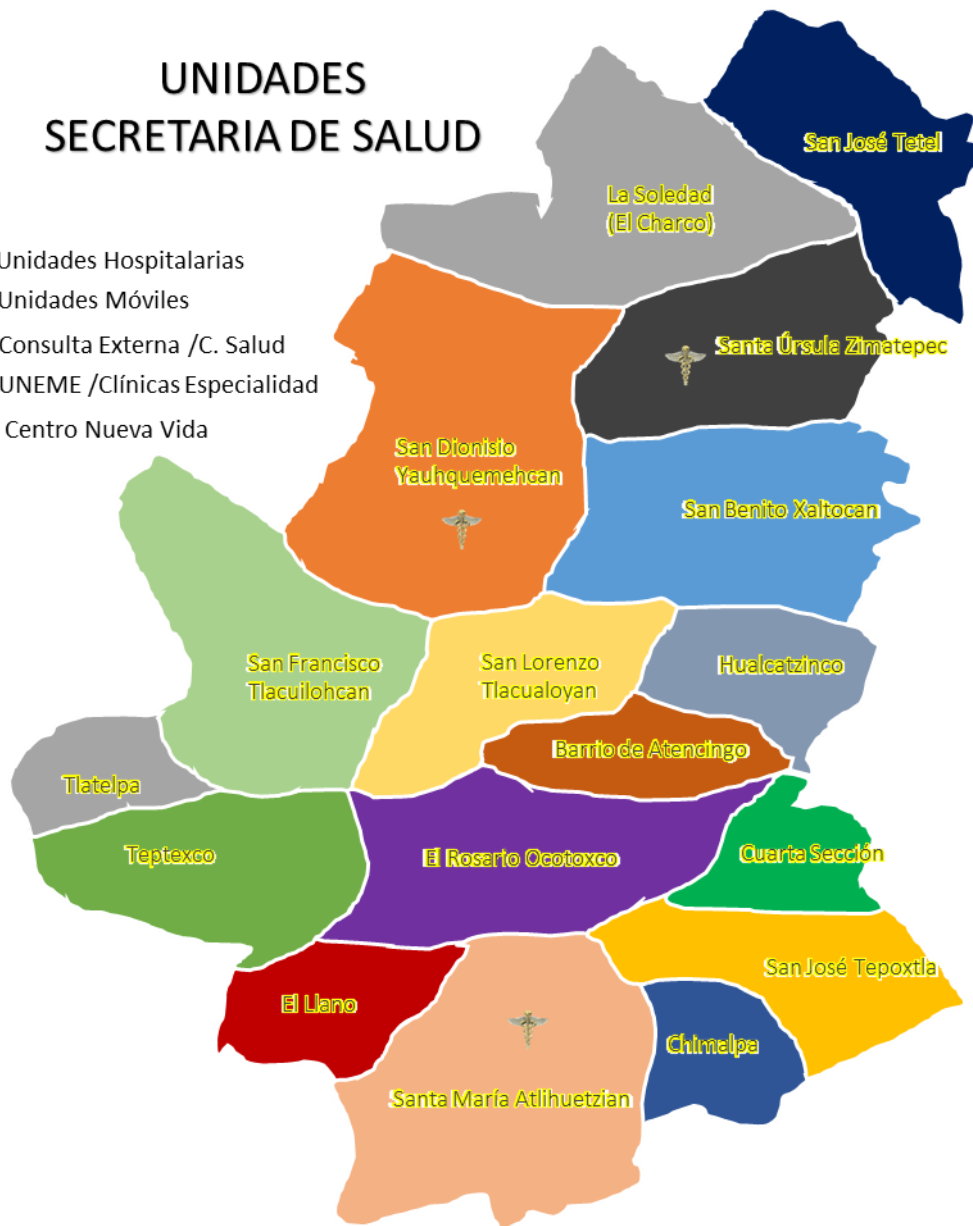 UNIDADES
SECRETARIA DE SALUD
Unidades Hospitalarias
Unidades Móviles
Consulta Externa /C. Salud
UNEME /Clínicas Especialidad
Centro Nueva Vida
San José Tetel
La Soledad
(El Charco)
Santa Úrsula Zimatepec
San Dionisio
Yauhquemehcan
San Benito Xaltocan
San Francisco
Tlacuilohcan
San Lorenzo
Tlacualoyan
Hualcatzinco
Barrio de Atencingo
Tlatelpa
Teptexco
El Rosario Ocotoxco
Cuarta Sección
San José Tepoxtla
El Llano
Chimalpa
Santa María Atlihuetzian